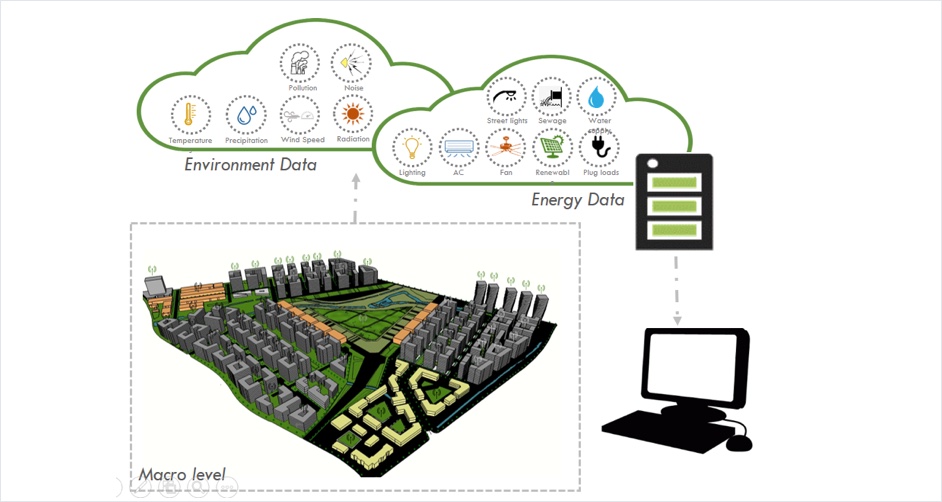 Pollution
Noise
Temperature
Precipitation
Wind Speed
Radiotion
Environment Data
Street lights
Sewage
Water
supply
Lighting
AC
Fan
Renewabl
Plug loads
Energy Data
Macro level